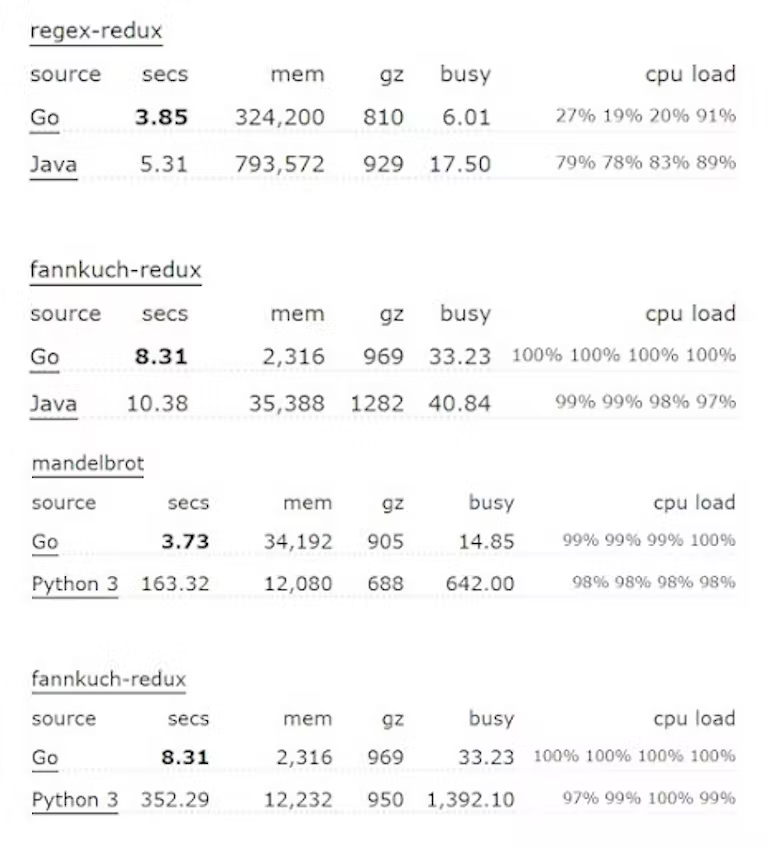 regex-redux
source secs mem gz busy cpu load
Go 3.85 324,200 810 6.01 27% 19% 20% 91%
Java 5.31 793,572 929 17.50 79% 78% 83% 89%
fannkuch-redux
source secs mem gz busy cpu load
Go 8.31 2,316 969 33.23 100% 100% 100% 100%
Java 10.38 35,388 1282 40.84 99% 99% 98% 97%
mandelbrot
source secs mem gz busy cpu load
Go 3.73 34,192 905 14.85 99% 99% 99% 100%
Python 3 163.32 12,080 688 642.00 98% 98% 98% 98%
fannkuch-redux
source secs mem gz busy cpu load
Go 8.31 2,316 969 33.23 100% 100% 100% 100%
Python 3 352.29 12,232 950 1,392.10 97% 99% 100% 99%